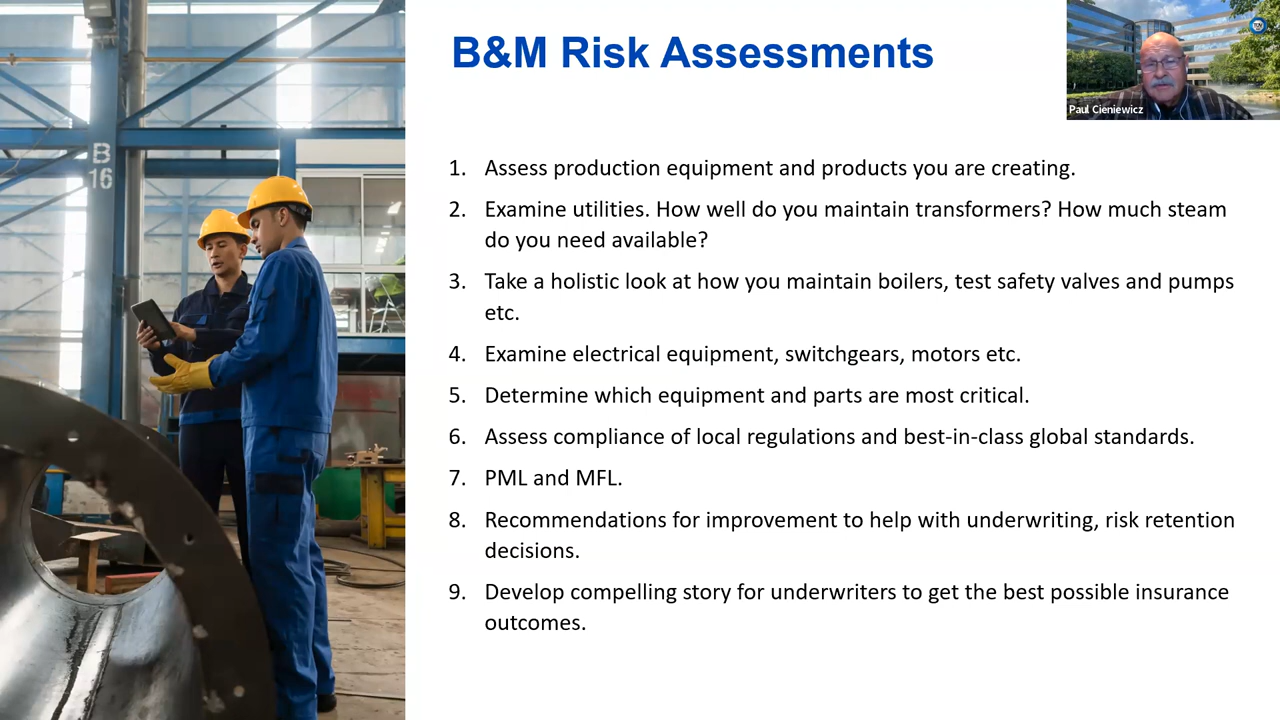 B&M Risk Assessments
Paul Cieniewicz
B
16
1. Assess production equipment and products you are creating.
2. Examine utilities. How well do you maintain transformers? How much steam
do you need available?
3. Take a holistic look at how you maintain boilers, test safety valves and pumps
etc.
4. Examine electrical equipment, switchgears, motors etc.
5. Determine which equipment and parts are most critical.
6. Assess compliance of local regulations and best-in-class global standards.
7. PML and MFL.
8. Recommendations for improvement to help with underwriting, risk retention
decisions.
9. Develop compelling story for underwriters to get the best possible insurance
outcomes.